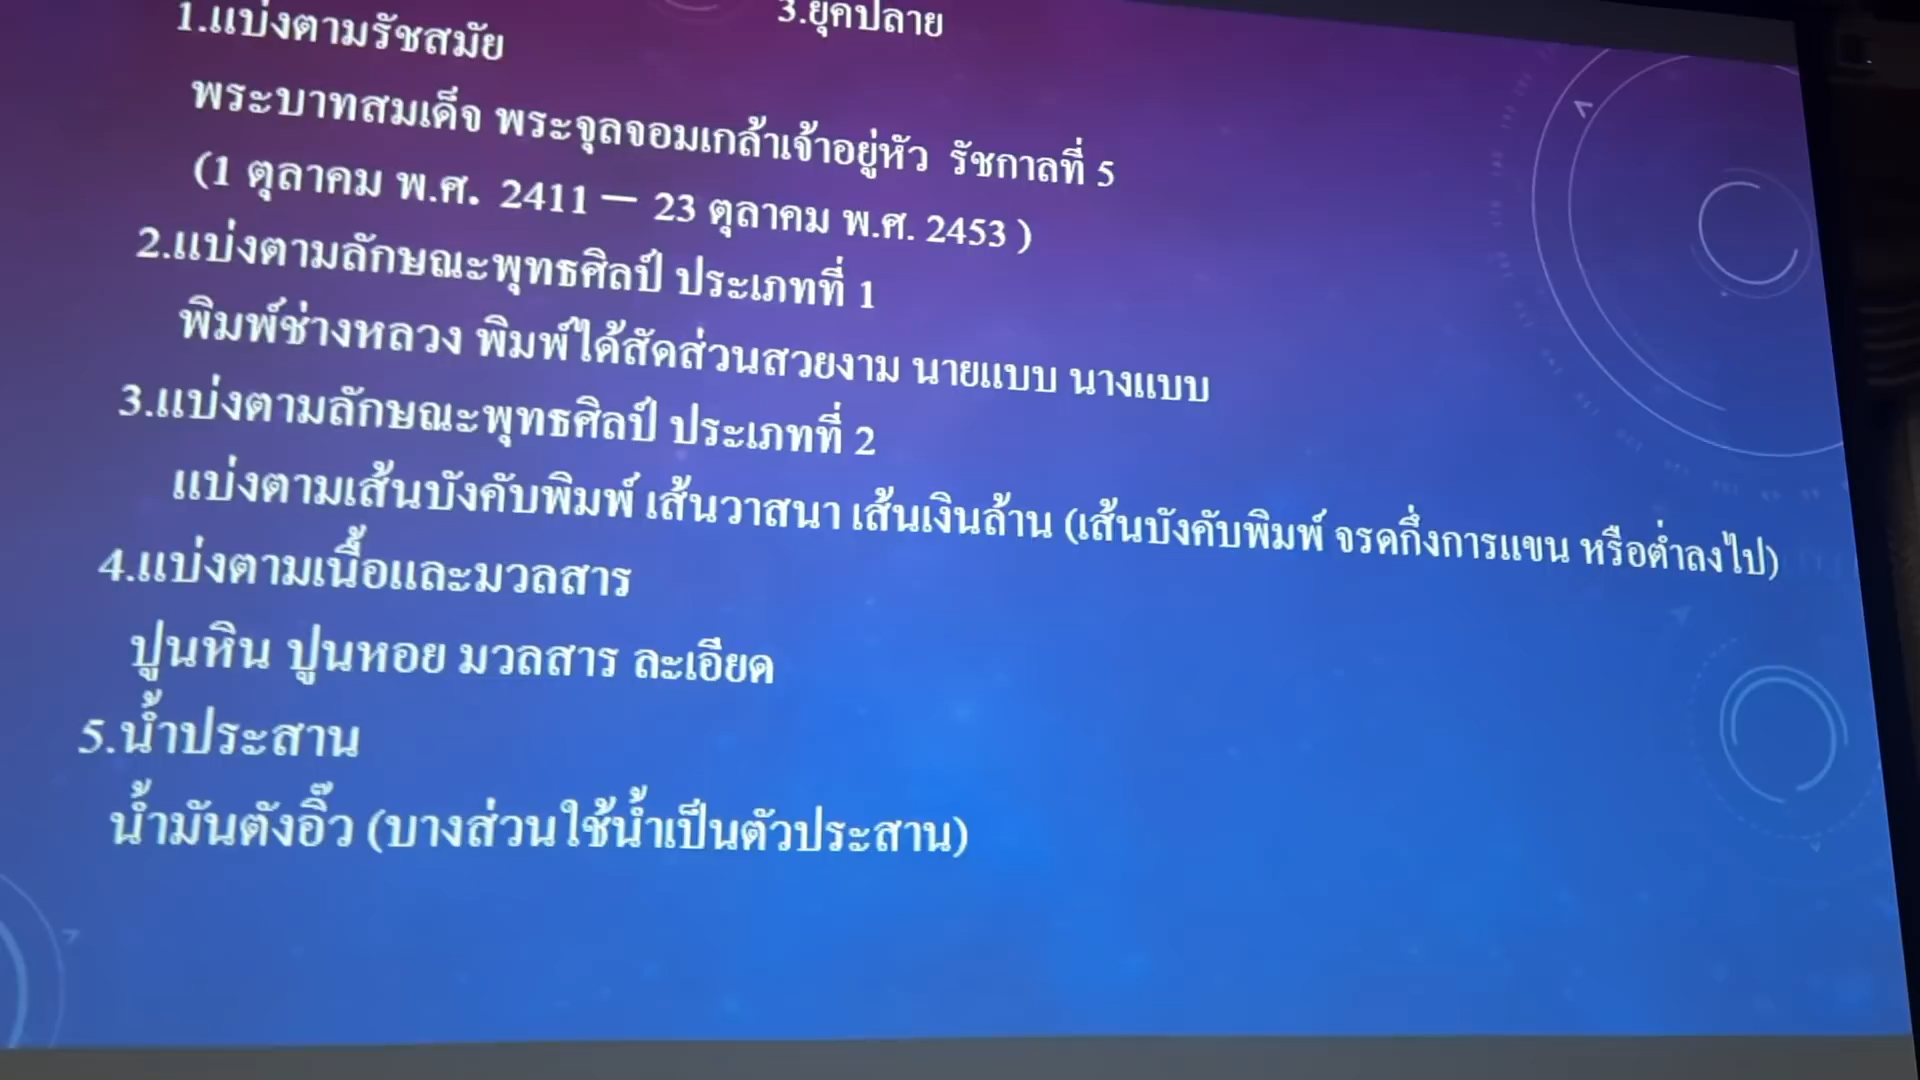 3.ยุคปลาย
1.แบ่งตามรัชสมัย
พระบาทสมเด็จ พระจุลจอมเกล้าเจ้าอยู่หัว รัชกาลที่ 5
(1 ตุลาคม พ.ศ. 2411 – 23 ตุลาคม พ.ศ. 2453 )
2.แบ่งตามลักษณะพุทธศิลป์ ประเภทที่ 1
พิมพ์ช่างหลวง พิมพ์ได้สัดส่วนสวยงาม นายแบบ นางแบบ
3.แบ่งตามลักษณะพุทธศิลป์ ประเภทที่ 2
แบ่งตามเส้นบังคับพิมพ์ เส้นวาสนา เส้นเงินล้าน (เส้นบังคับพิมพ์ จรดกึ่งการแขน หรือต่ำลงไป)
4.แบ่งตามเนื้อและมวลสาร
ปูนหิน ปูนหอย มวลสาร ละเอียด
5.น้ำประสาน
น้ำมันตังอิ๊ว (บางส่วนใช้น้ำเป็นตัวประสาน)